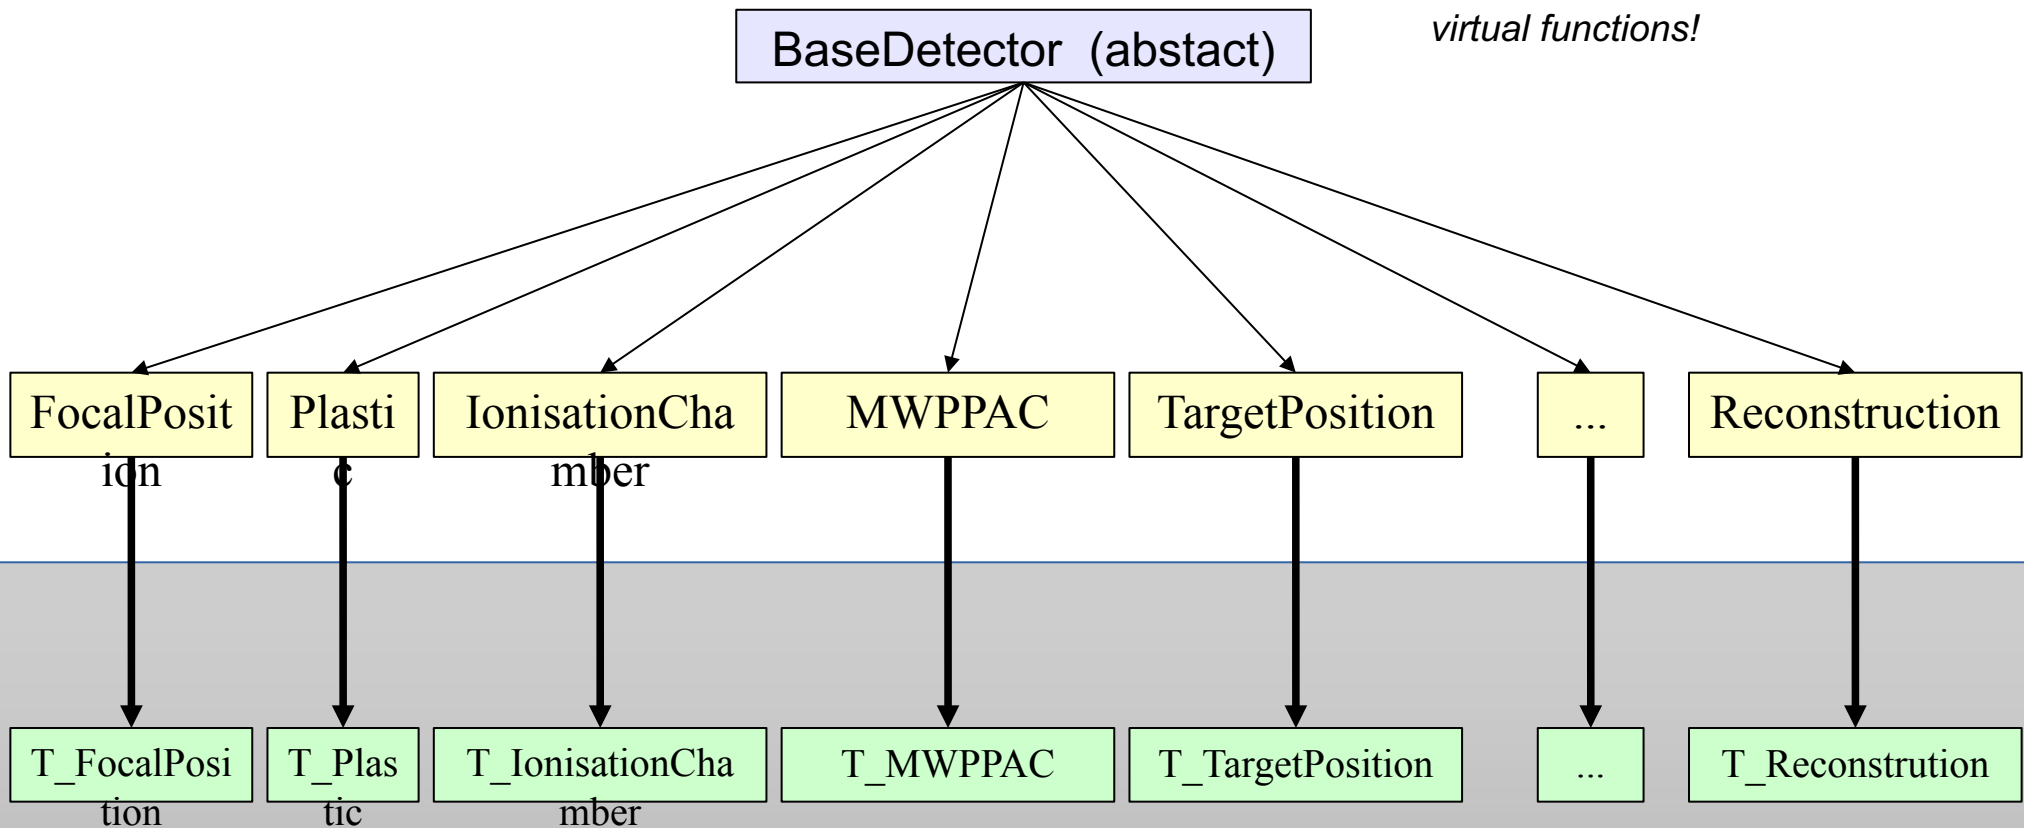 virtual functions!
BaseDetector (abstact)
FocalPosit
ion
Plasti
c
IonisationCha
mber
MWPPAC
TargetPosition
...
Reconstruction
T_FocalPosi
tion
T_Plas
tic
T_IonisationCha
mber
T_MWPPAC
T_TargetPosition
...
T_Reconstrution